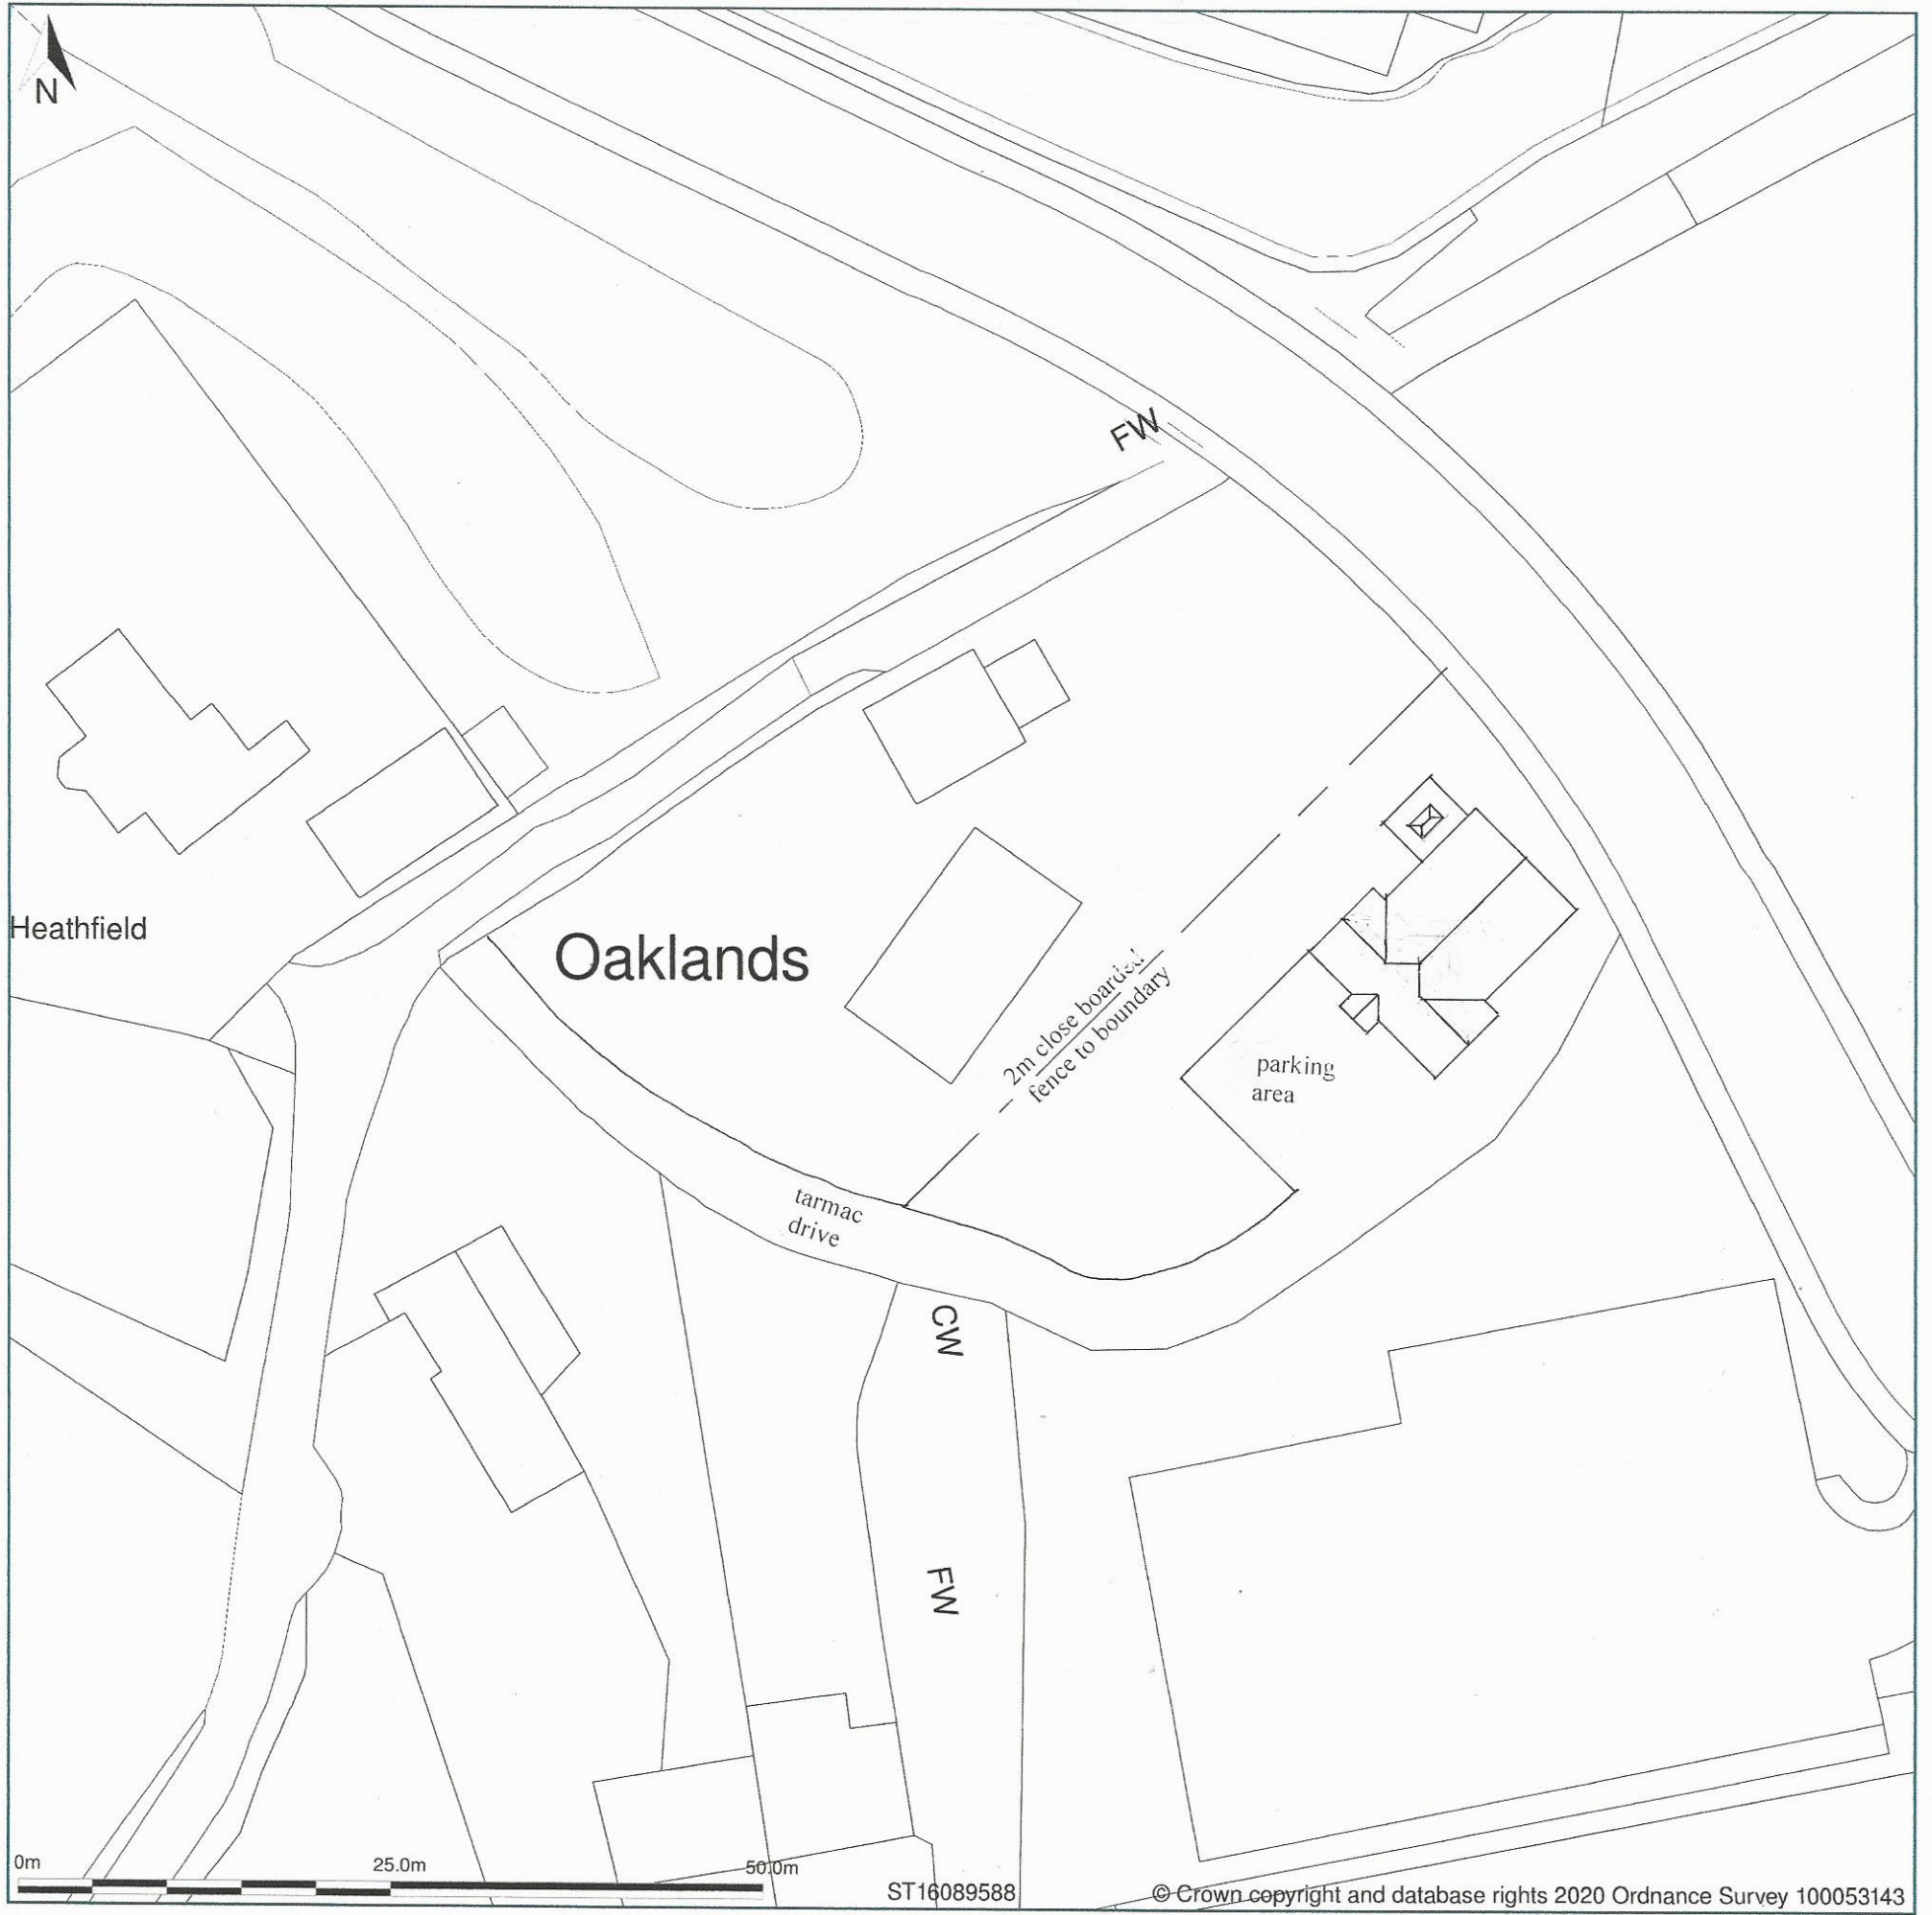 N
FW
Heathfield
Oaklands
2m close boarded
fence to boundary
parking
area
tarmac
drive
CW
FW
0m
25.0m
50.0m
ST16089588
© Crown copyright and database rights 2020 Ordnance Survey 100053143